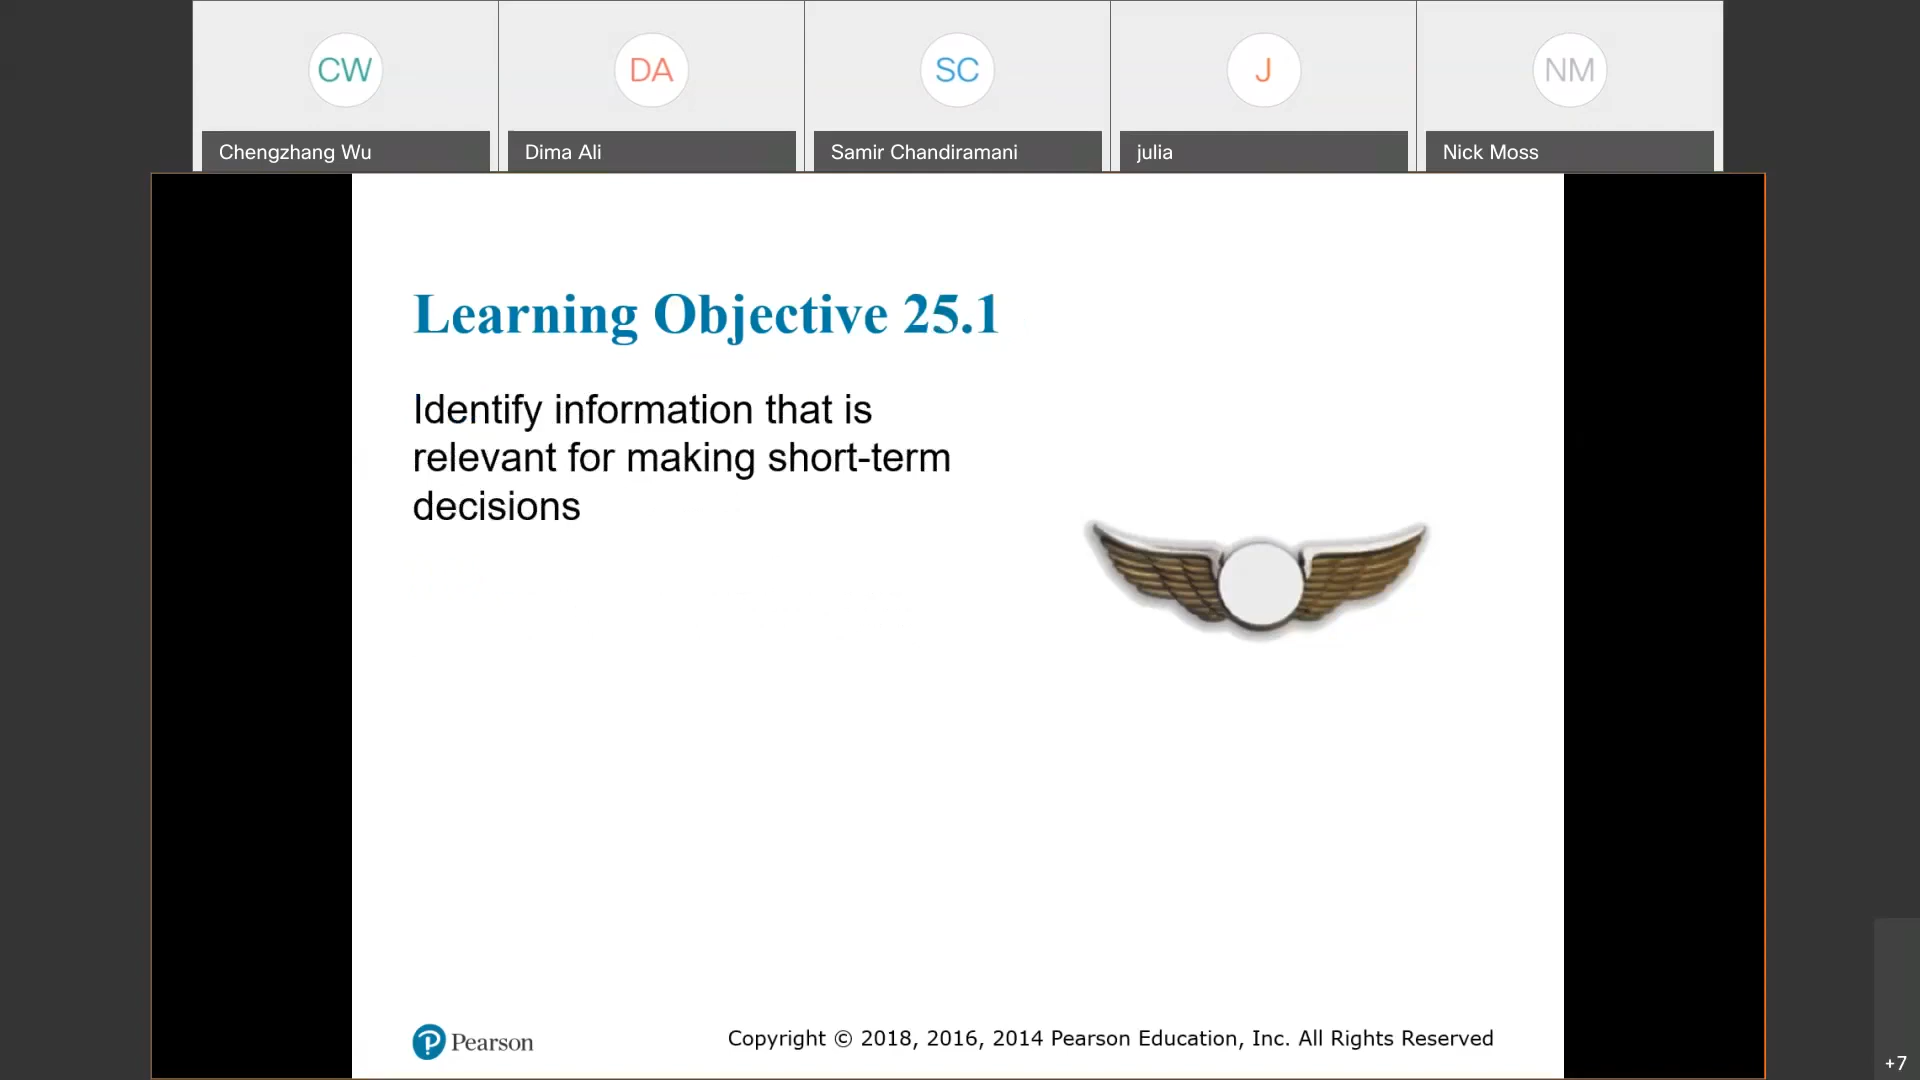 CW
DA
SC
J
NM
Chengzhang Wu
Dima Ali
Samir Chandiramani
julia
Nick Moss
Learning Objective 25.1
Identify information that is
relevant for making short-term
decisions
Pearson
Copyright © 2018, 2016, 2014 Pearson Education, Inc. All Rights Reserved
+7